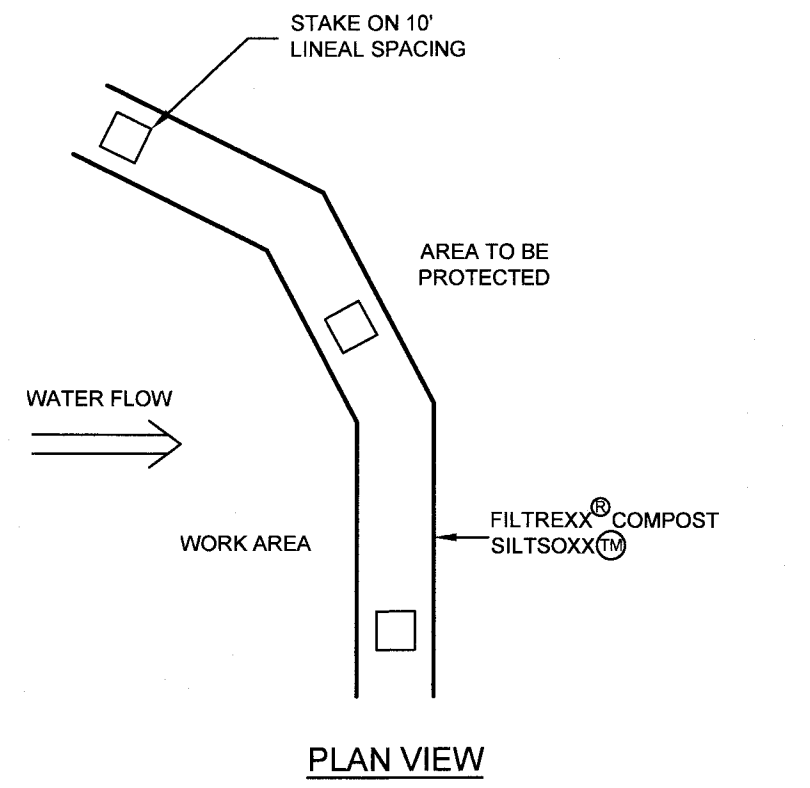 STAKE ON 10'
LINEAL SPACING
AREA TO BE
PROTECTED
WATER FLOW
WORK AREA
FILTREXX® COMPOST
SILTSOXX™
PLAN VIEW